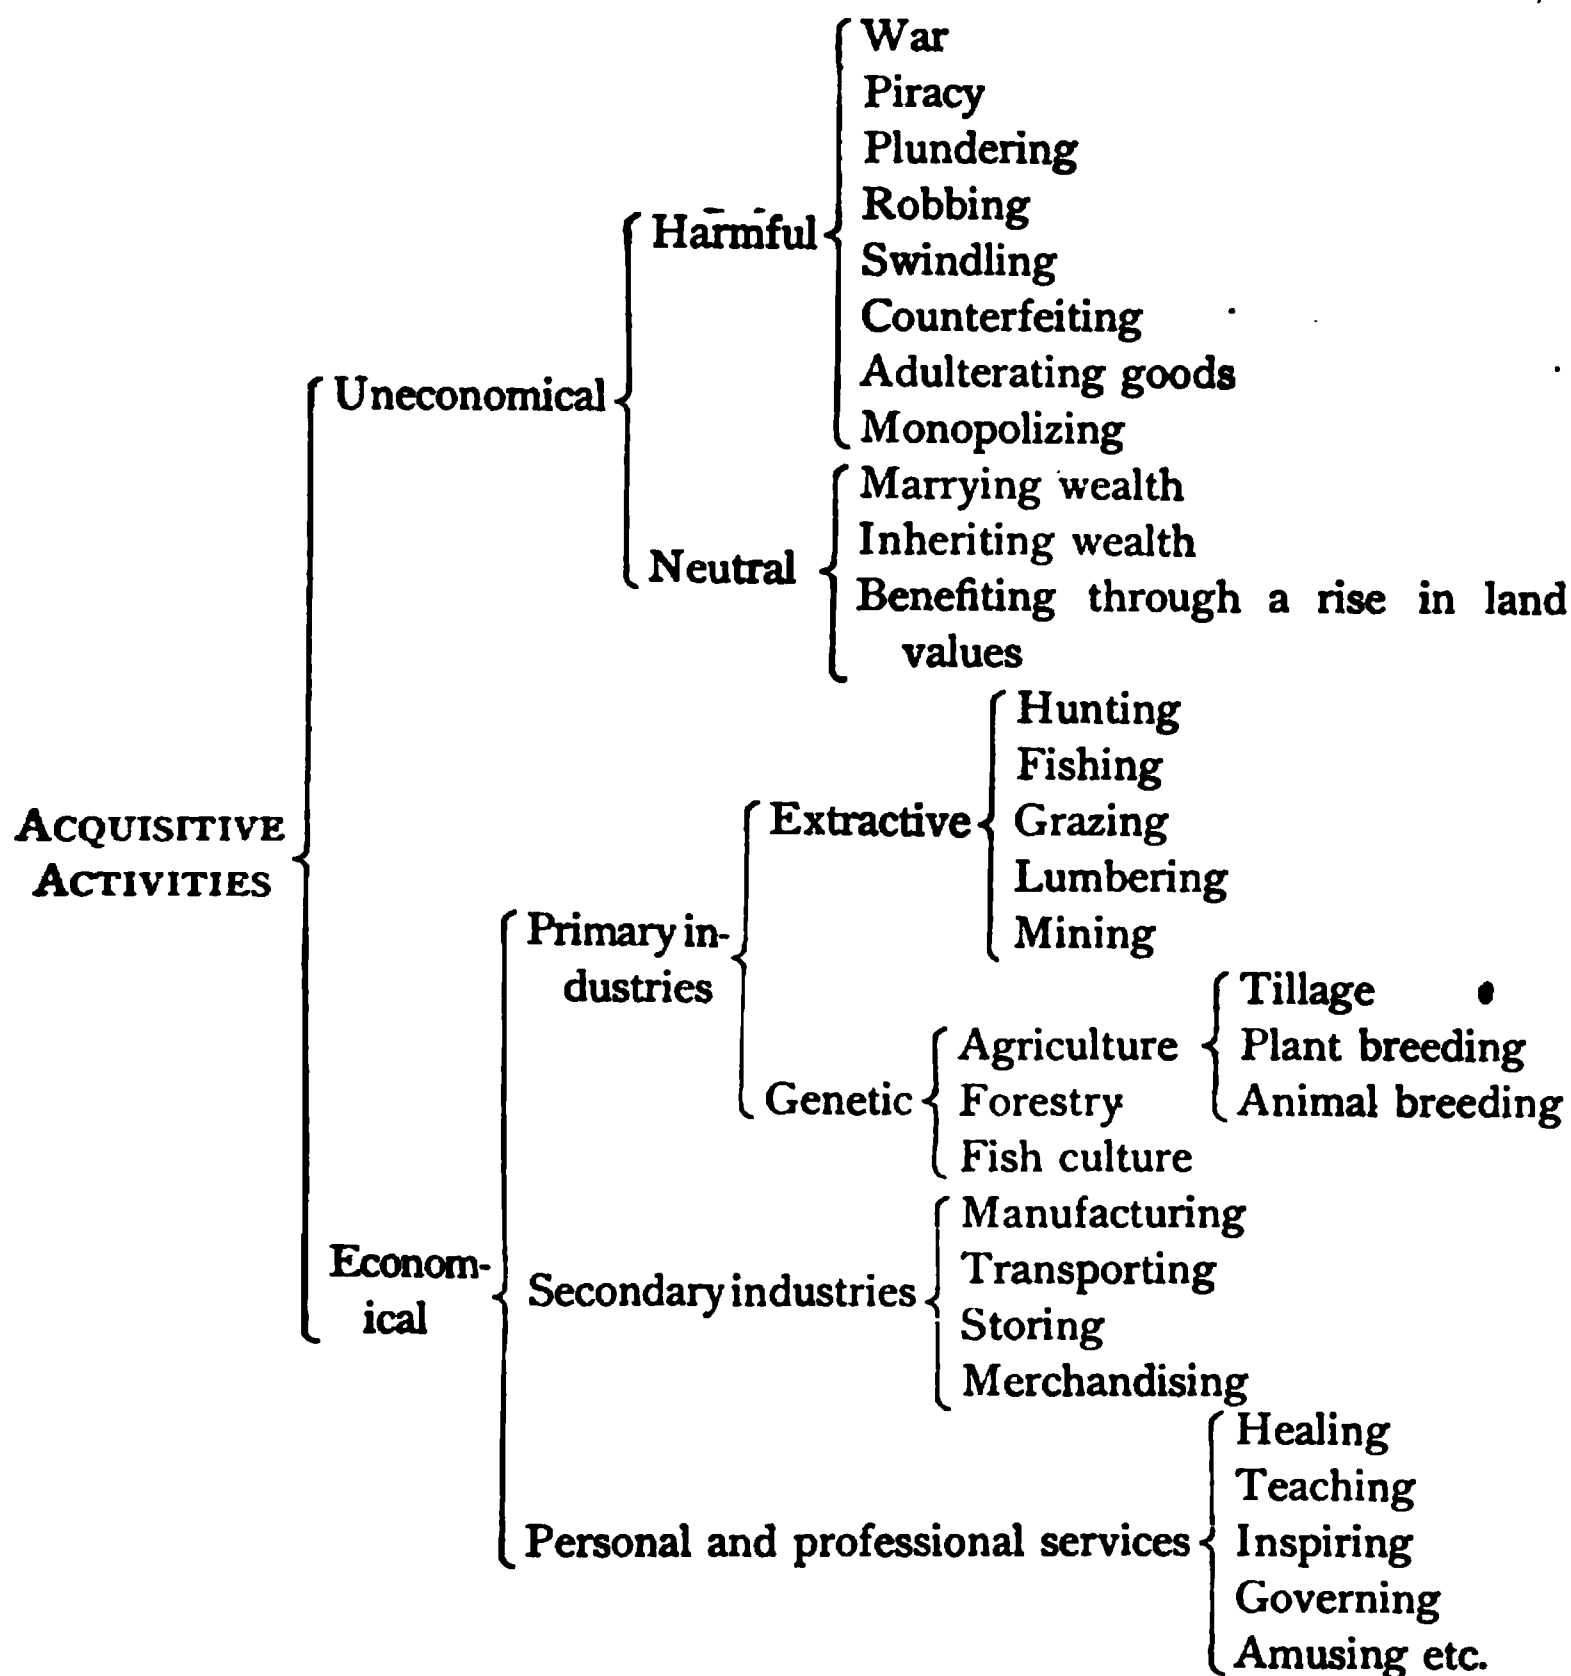 War
Piracy
Plundering
Robbing
Harmful
Swindling
Counterfeiting
Adulterating goods
Uneconomical
Monopolizing
Marrying wealth
Inheriting wealth
Neutral
Benefiting through a rise in land
values
Hunting
Fishing
Extractive
Grazing
ACQUISITIVE
ACTIVITIES
Lumbering
Primary in-
dustries
Mining
Tillage
Agriculture
Plant breeding
Genetic
Forestry
Animal breeding
Fish culture
Manufacturing
Econom-
ical
Transporting
Secondary industries
Storing
Merchandising
Healing
Teaching
Personal and professional services
Inspiring
Governing
Amusing etc.